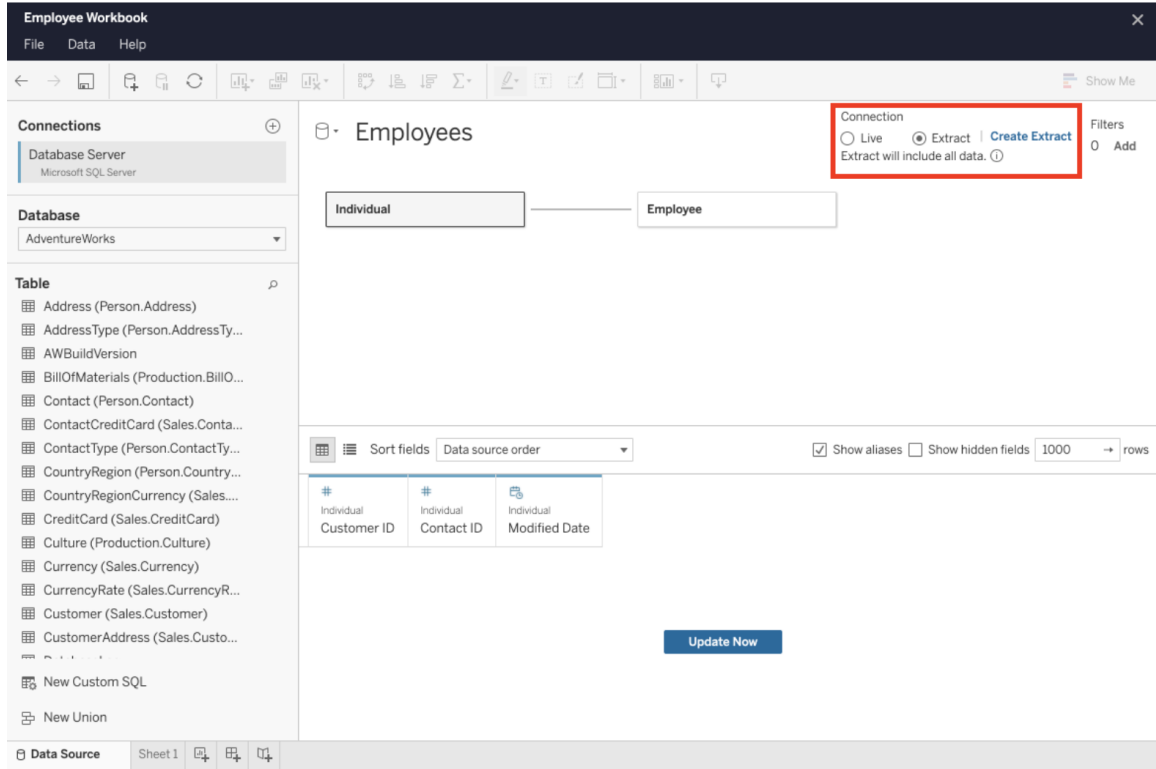 Employee Workbook
File Data Help
Show Me
Connections
Database Server
Microsoft SQL Server
Database
AdventureWorks
Table
Address (Person.Address)
AddressType (Person.AddressTy...
AWBuildVersion
BillOfMaterials (Production.BillO...
Contact (Person.Contact)
ContactCreditCard (Sales.Conta...
ContactType (Person.ContactTy...
CountryRegion (Person.Country...
CountryRegionCurrency (Sales....
CreditCard (Sales.CreditCard)
Culture (Production.Culture)
Currency (Sales.Currency)
CurrencyRate (Sales.CurrencyR...
Customer (Sales.Customer)
CustomerAddress (Sales.Custo...
New Custom SQL
New Union
Employees
Connection
Live Extract Create Extract
Extract will include all data.
Filters
0 Add
Individual Employee
Sort fields Data source order Show aliases Show hidden fields 1000 rows
Individual Individual Individual
Customer ID Contact ID Modified Date
Update Now
Data Source Sheet 1